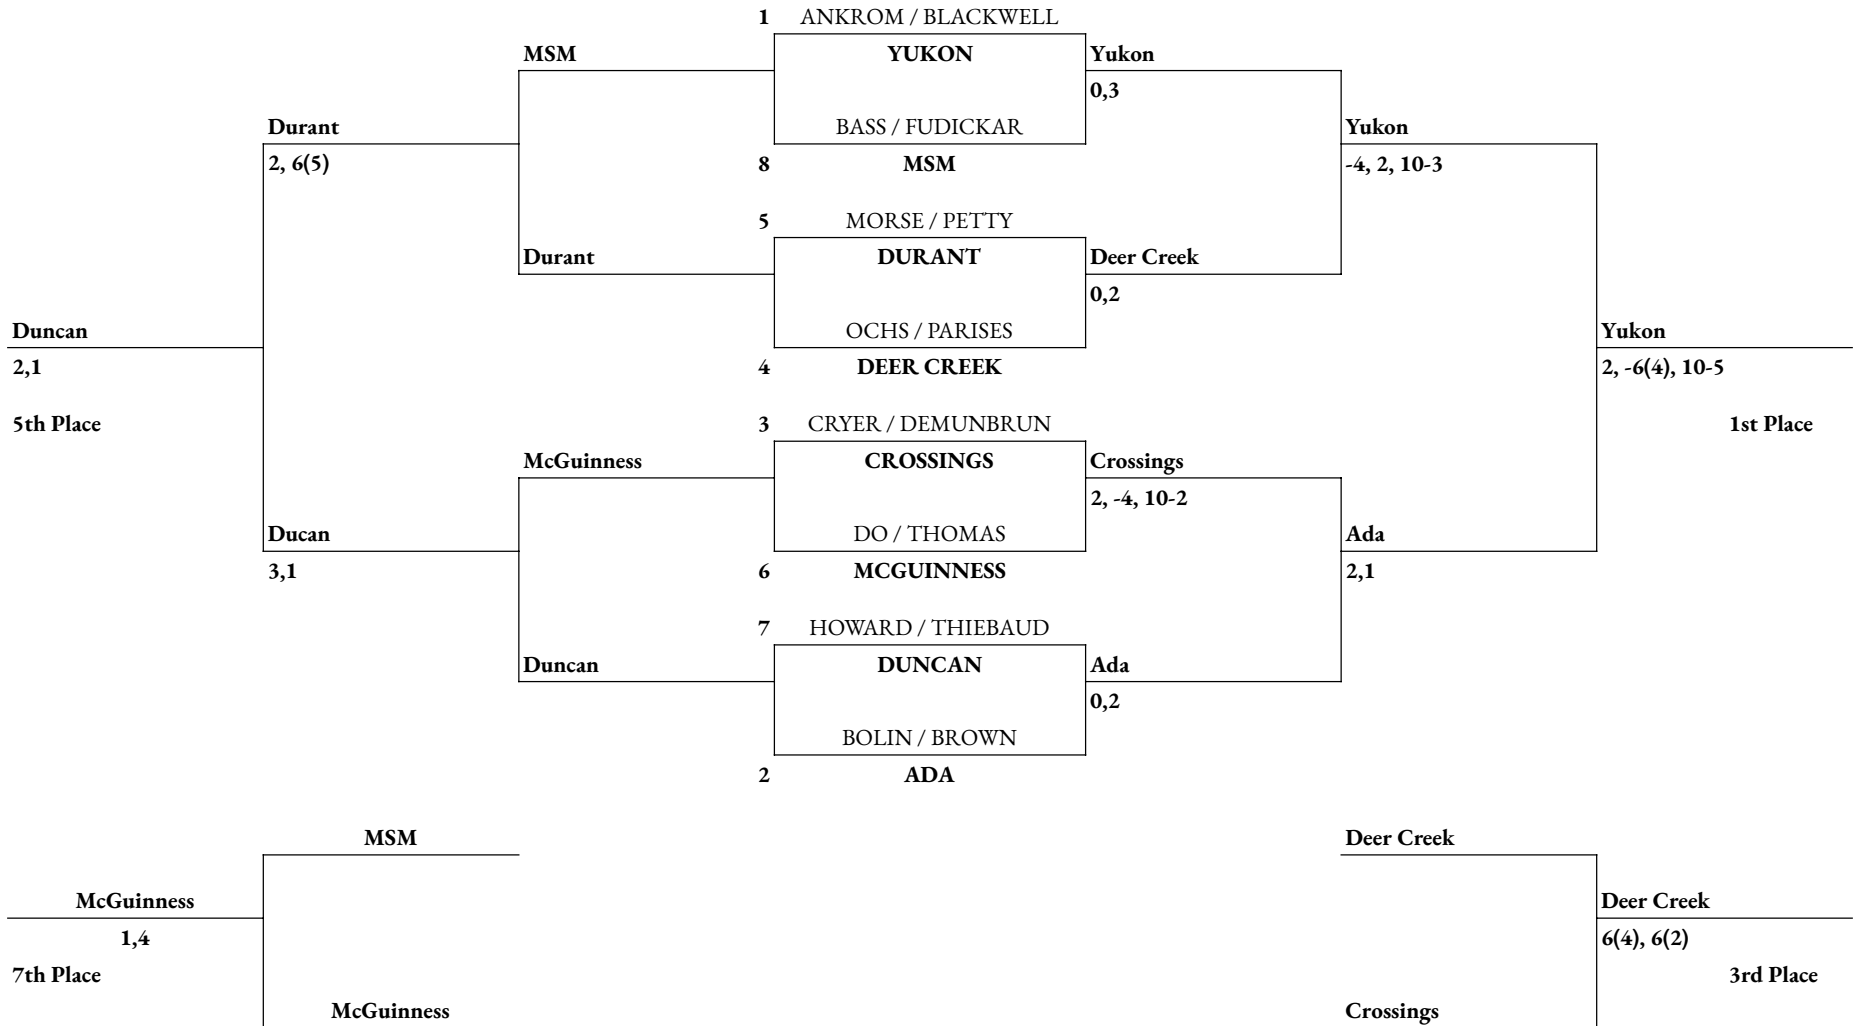 1 ANKROM / BLACKWELL
MSM YUKON Yukon
0,3
Durant BASS / FUDICKAR Yukon
2, 6(5) 8 MSM -4, 2, 10-3
5 MORSE / PETTY
Durant DURANT Deer Creek
0,2
Duncan OCHS / PARISES Yukon
2,1 4 DEER CREEK 2, -6(4), 10-5
5th Place 3 CRYER / DEMUNBRUN 1st Place
McGuinness CROSSINGS Crossings
2, -4, 10-2
Ducan DO / THOMAS Ada
3,1 6 MCGUINNESS 2,1
7 HOWARD / THIEBAUD
Duncan DUNCAN Ada
0,2
BOLIN / BROWN
2 ADA
MSM Deer Creek
McGuinness Deer Creek
1,4 6(4), 6(2)
7th Place 3rd Place
McGuinness Crossings